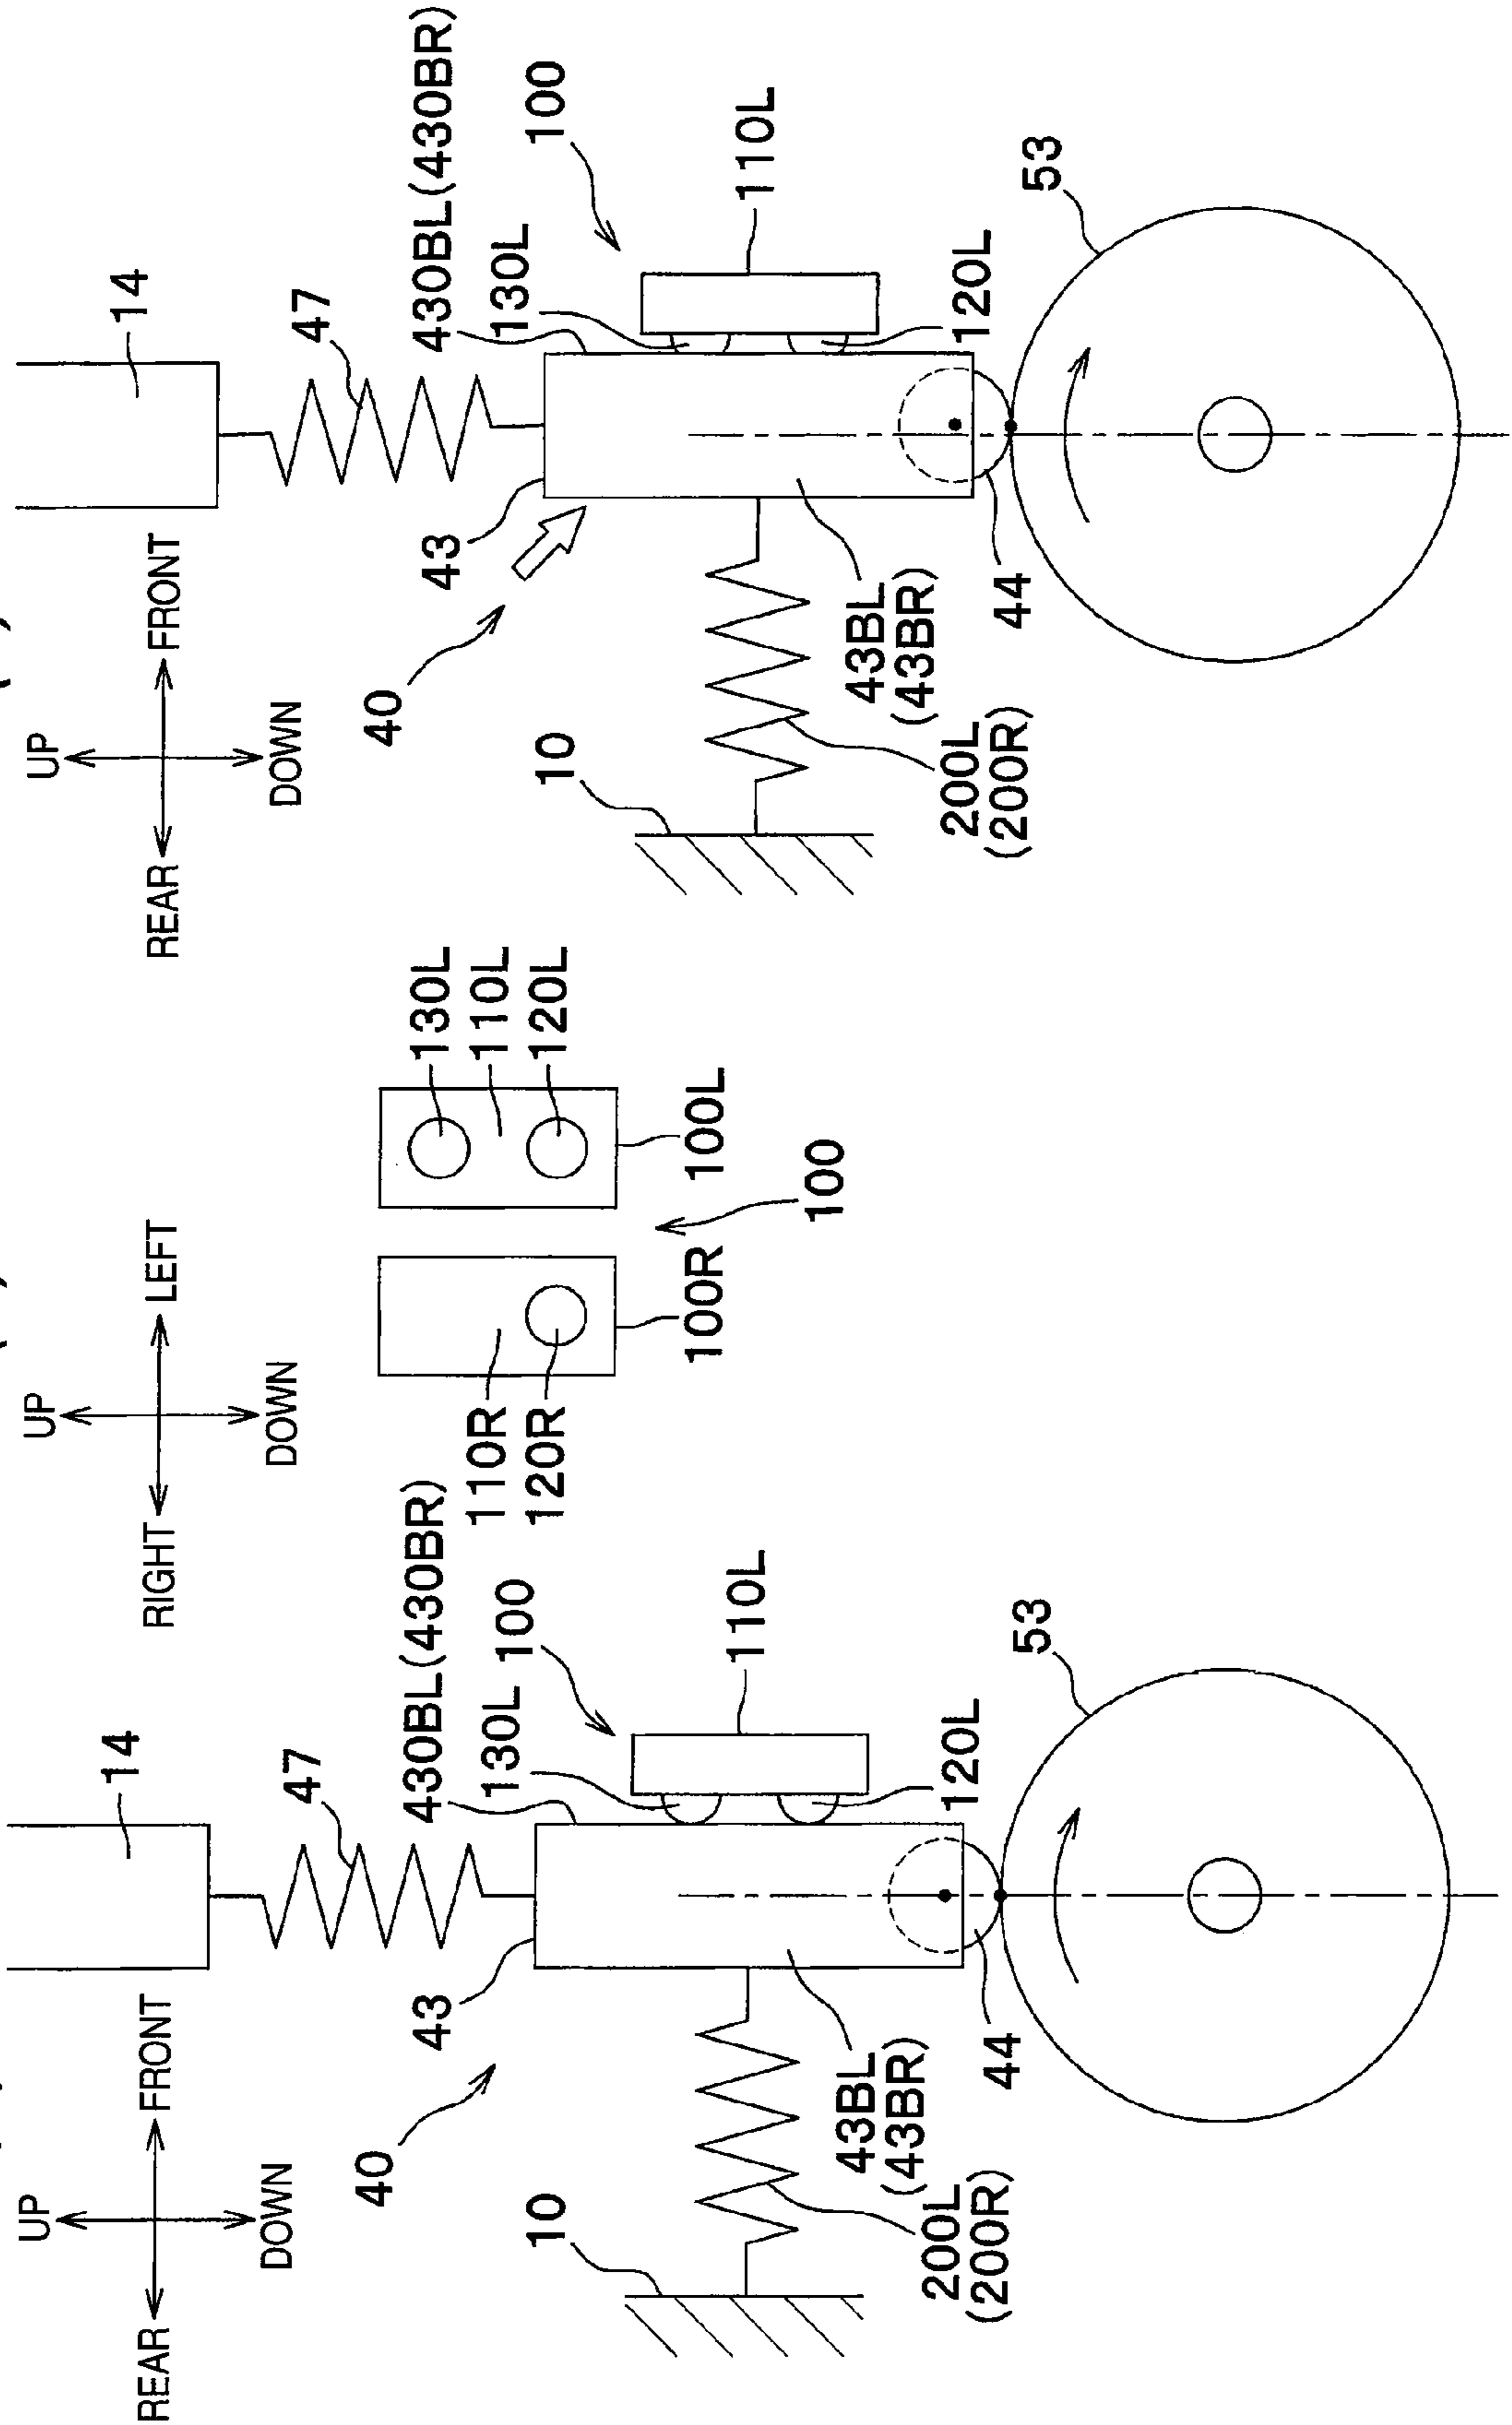 UP
REAR
FRONT
DOWN
14
47
43
40
430BL(430BR)
130L
100
110L
120L
10
200L
(200R)
43BL
(43BR)
44
53
UP
RIGHT
LEFT
DOWN
110R
120R
130L
110L
120L
100R
100L
100
UP
REAR
FRONT
DOWN
14
47
43
40
430BL(430BR)
130L
100
110L
120L
10
200L
(200R)
43BL
(43BR)
44
53